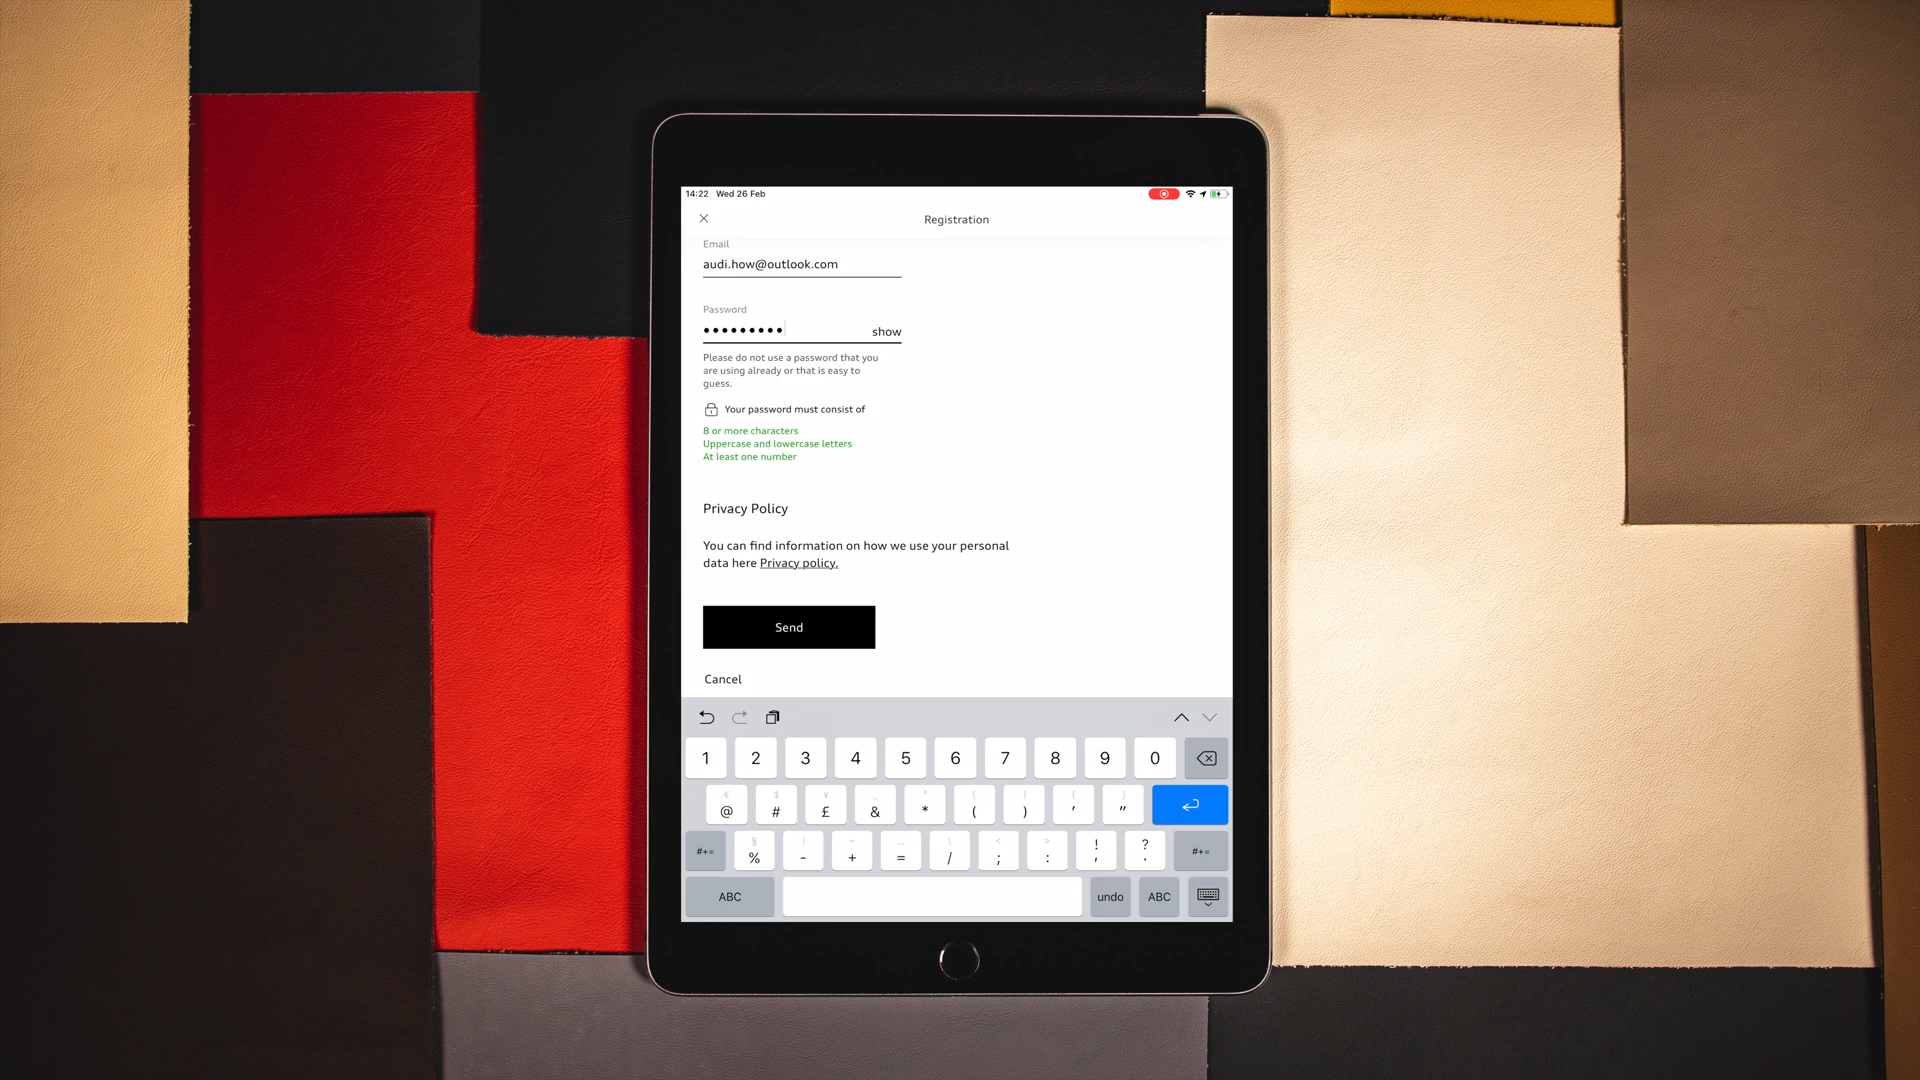 14:22 Wed 26 Feb
Registration
Email
audi.how@outlook.com
Password
•••••••••
show
Please do not use a password that you
are using already or that is easy to
guess.
Your password must consist of
8 or more characters
Uppercase and lowercase letters
At least one number
Privacy Policy
You can find information on how we use your personal
data here Privacy policy.
Send
Cancel
1 2 3 4 5 6 7 8 9 0
@ # £ & * ( ) ' "
#+= % - + = / ; : ! , ? . #+=
ABC undo ABC